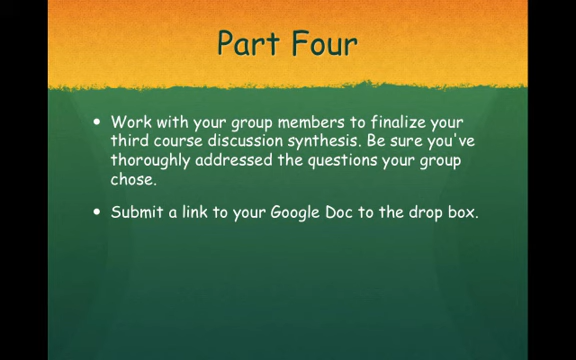 Part Four
• Work with your group members to finalize your
third course discussion synthesis. Be sure you've
thoroughly addressed the questions your group
chose.
• Submit a link to your Google Doc to the drop box.